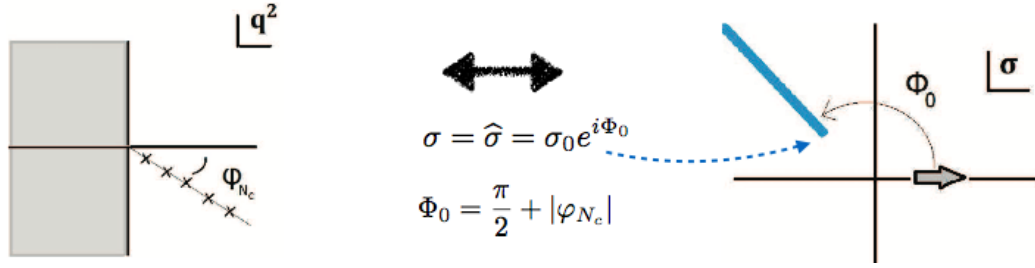 q²
φ_{N_c}
σ = σ̂ = σ₀e^{iΦ₀}
Φ₀ = π/2 + |φ_{N_c}|
Φ₀
σ